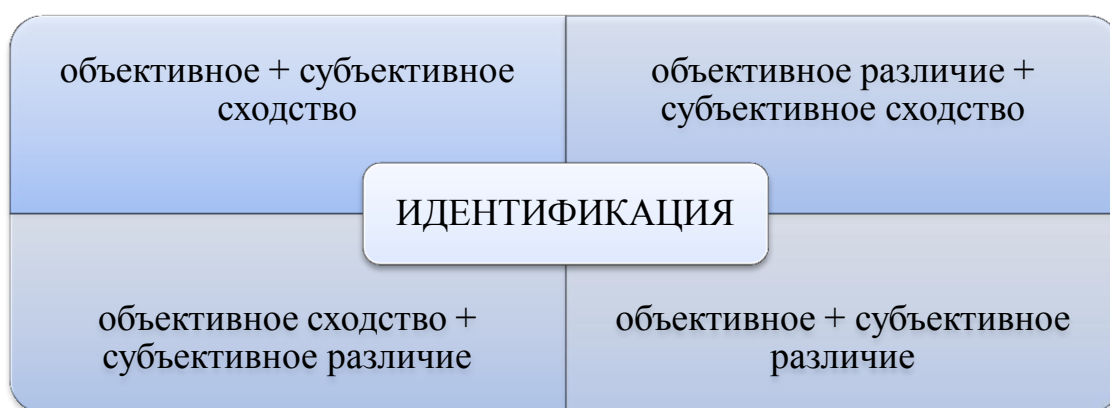 объективное + субъективное
сходство
объективное различие +
субъективное сходство
ИДЕНТИФИКАЦИЯ
объективное сходство +
субъективное различие
объективное + субъективное
различие